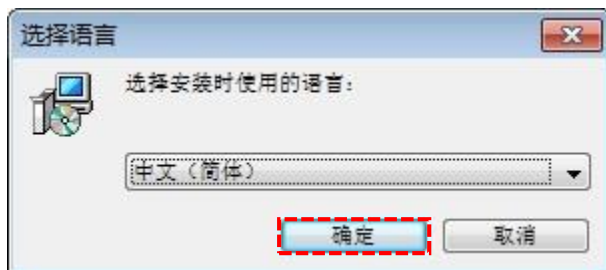 选择语言
选择安装时使用的语言：
中文（简体）
确定
取消